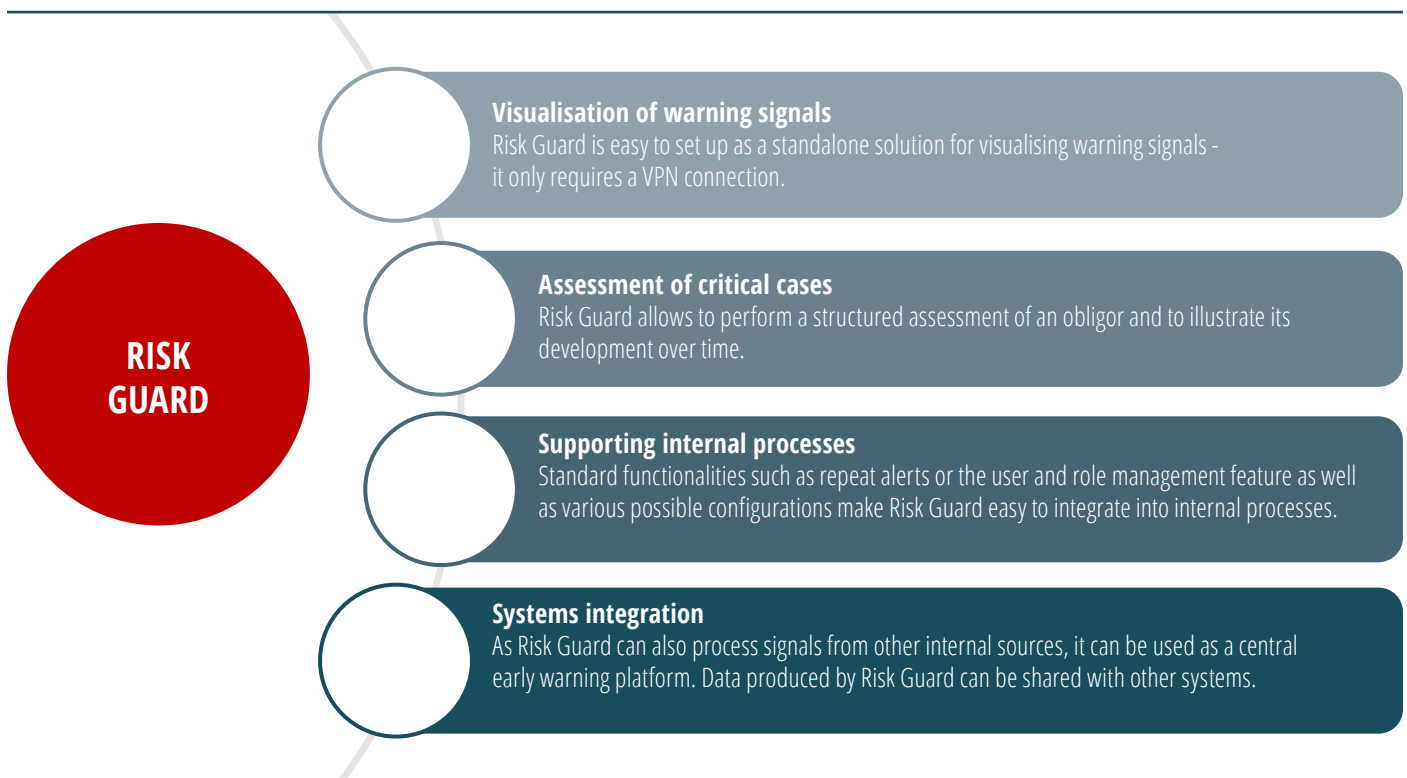 RISK
GUARD
Visualisation of warning signals
Risk Guard is easy to set up as a standalone solution for visualising warning signals -
it only requires a VPN connection.
Assessment of critical cases
Risk Guard allows to perform a structured assessment of an obligor and to illustrate its
development over time.
Supporting internal processes
Standard functionalities such as repeat alerts or the user and role management feature as well
as various possible configurations make Risk Guard easy to integrate into internal processes.
Systems integration
As Risk Guard can also process signals from other internal sources, it can be used as a central
early warning platform. Data produced by Risk Guard can be shared with other systems.